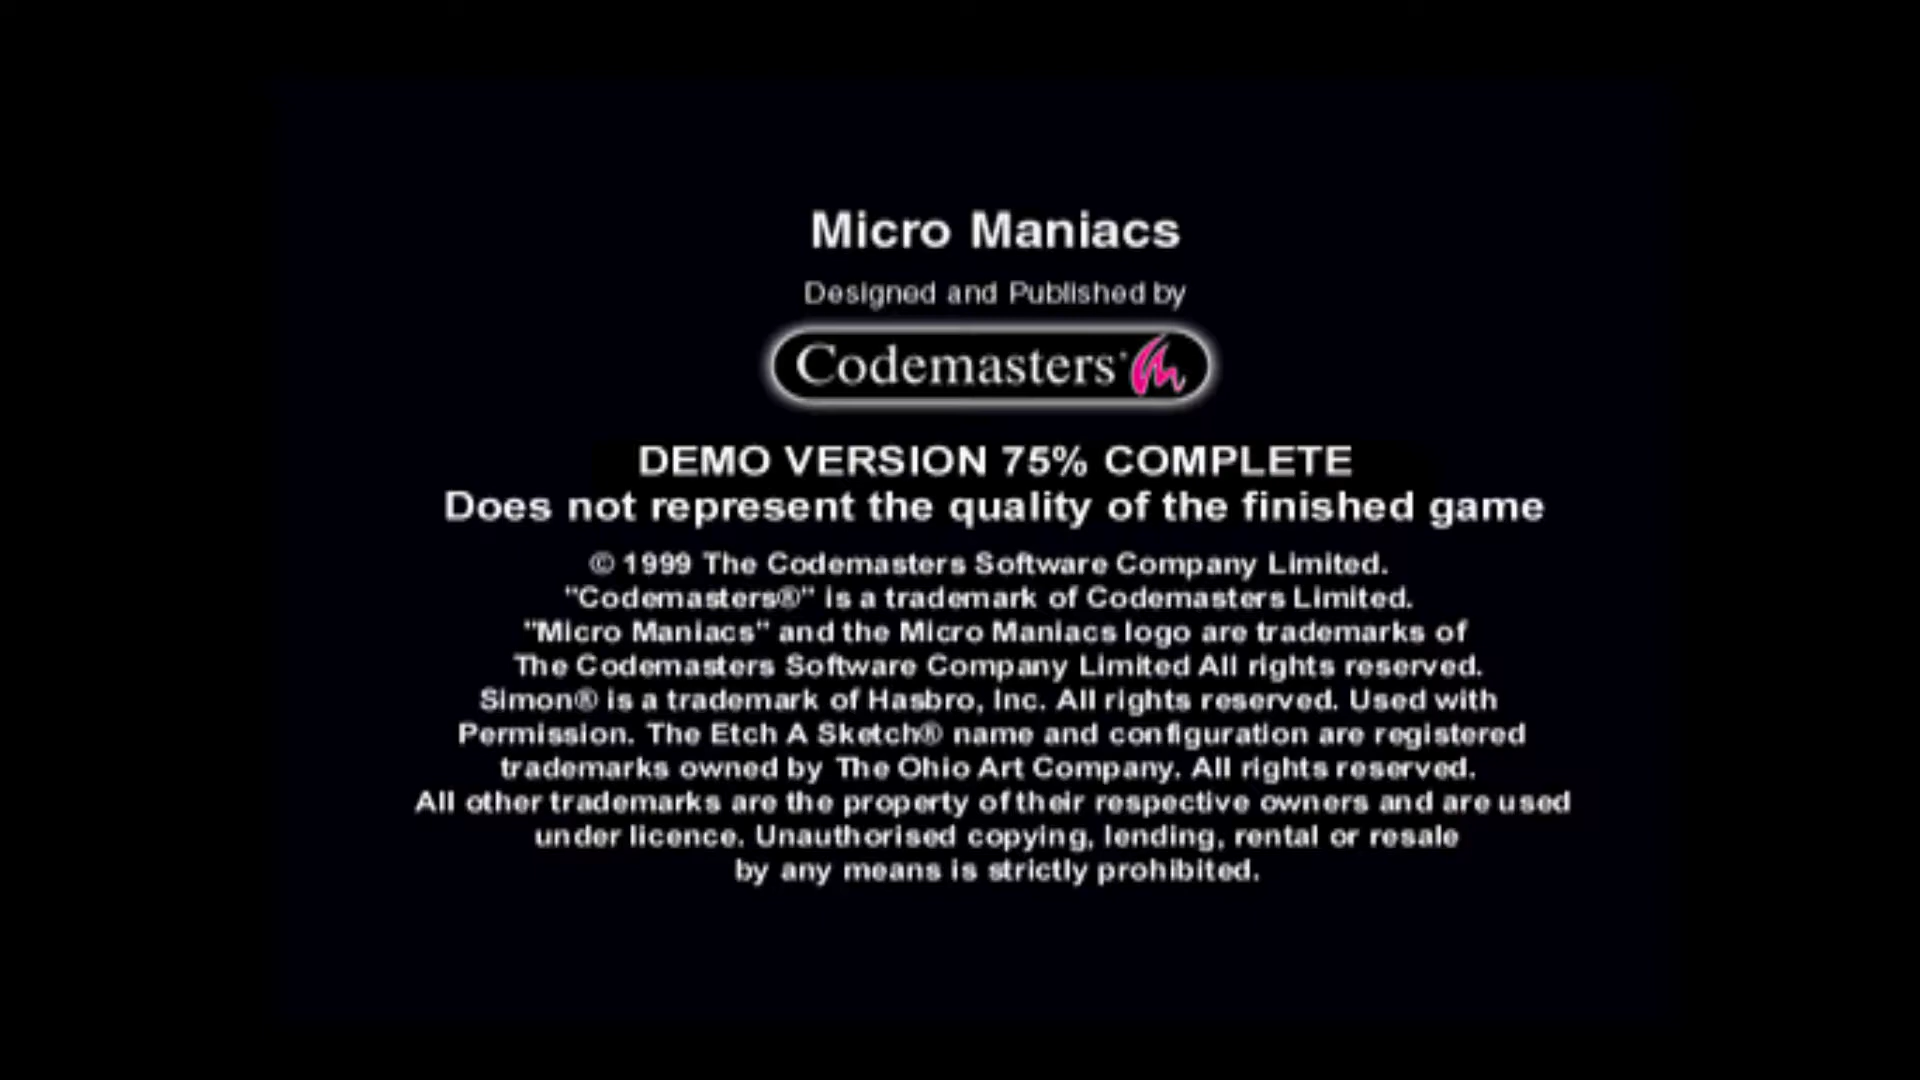 Micro Maniacs
Designed and Published by
Codemasters
DEMO VERSION 75% COMPLETE
Does not represent the quality of the finished game
© 1999 The Codemasters Software Company Limited.
"Codemasters®" is a trademark of Codemasters Limited.
"Micro Maniacs" and the Micro Maniacs logo are trademarks of
The Codemasters Software Company Limited All rights reserved.
Simon® is a trademark of Hasbro, Inc. All rights reserved. Used with
Permission. The Etch A Sketch® name and configuration are registered
trademarks owned by The Ohio Art Company. All rights reserved.
All other trademarks are the property of their respective owners and are used
under licence. Unauthorised copying, lending, rental or resale
by any means is strictly prohibited.